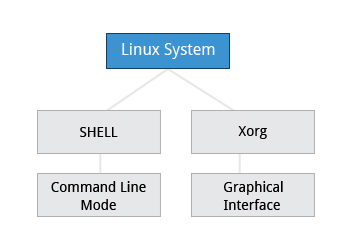 Linux System
SHELL
Xorg
Command Line
Mode
Graphical
Interface